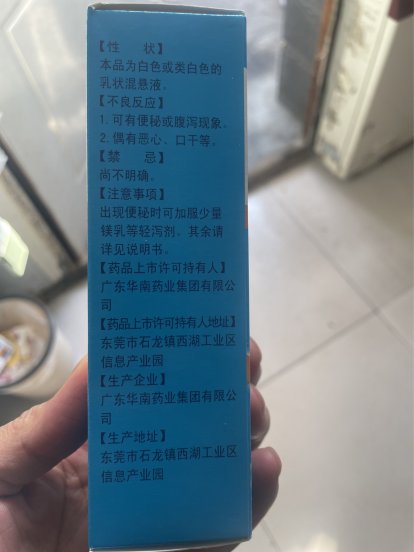 【性　状】
本品为白色或类白色的
乳状混悬液。
【不良反应】
1. 可有便秘或腹泻现象。
2. 偶有恶心、口干等。
【禁　忌】
尚不明确。
【注意事项】
出现便秘时可加服少量
镁乳等轻泻剂。其余请
详见说明书。
【药品上市许可持有人】
广东华南药业集团有限公
司
【药品上市许可持有人地址】
东莞市石龙镇西湖工业区
信息产业园
【生产企业】
广东华南药业集团有限公
司
【生产地址】
东莞市石龙镇西湖工业区
信息产业园